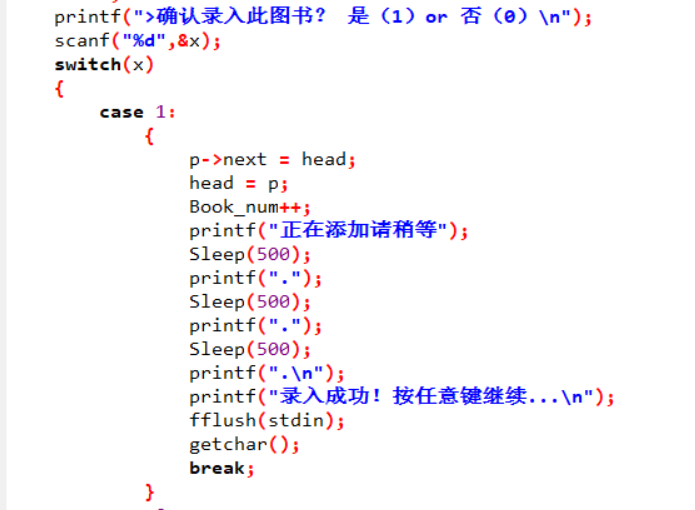 printf(">确认录入此图书? 是（1）or 否（0）\n");
scanf("%d",&x);
switch(x)
{
case 1:
{
p->next = head;
head = p;
Book_num++;
printf("正在添加请稍等");
Sleep(500);
printf(".");
Sleep(500);
printf(".");
Sleep(500);
printf(".\n");
printf("录入成功！按任意键继续...\n");
fflush(stdin);
getchar();
break;
}